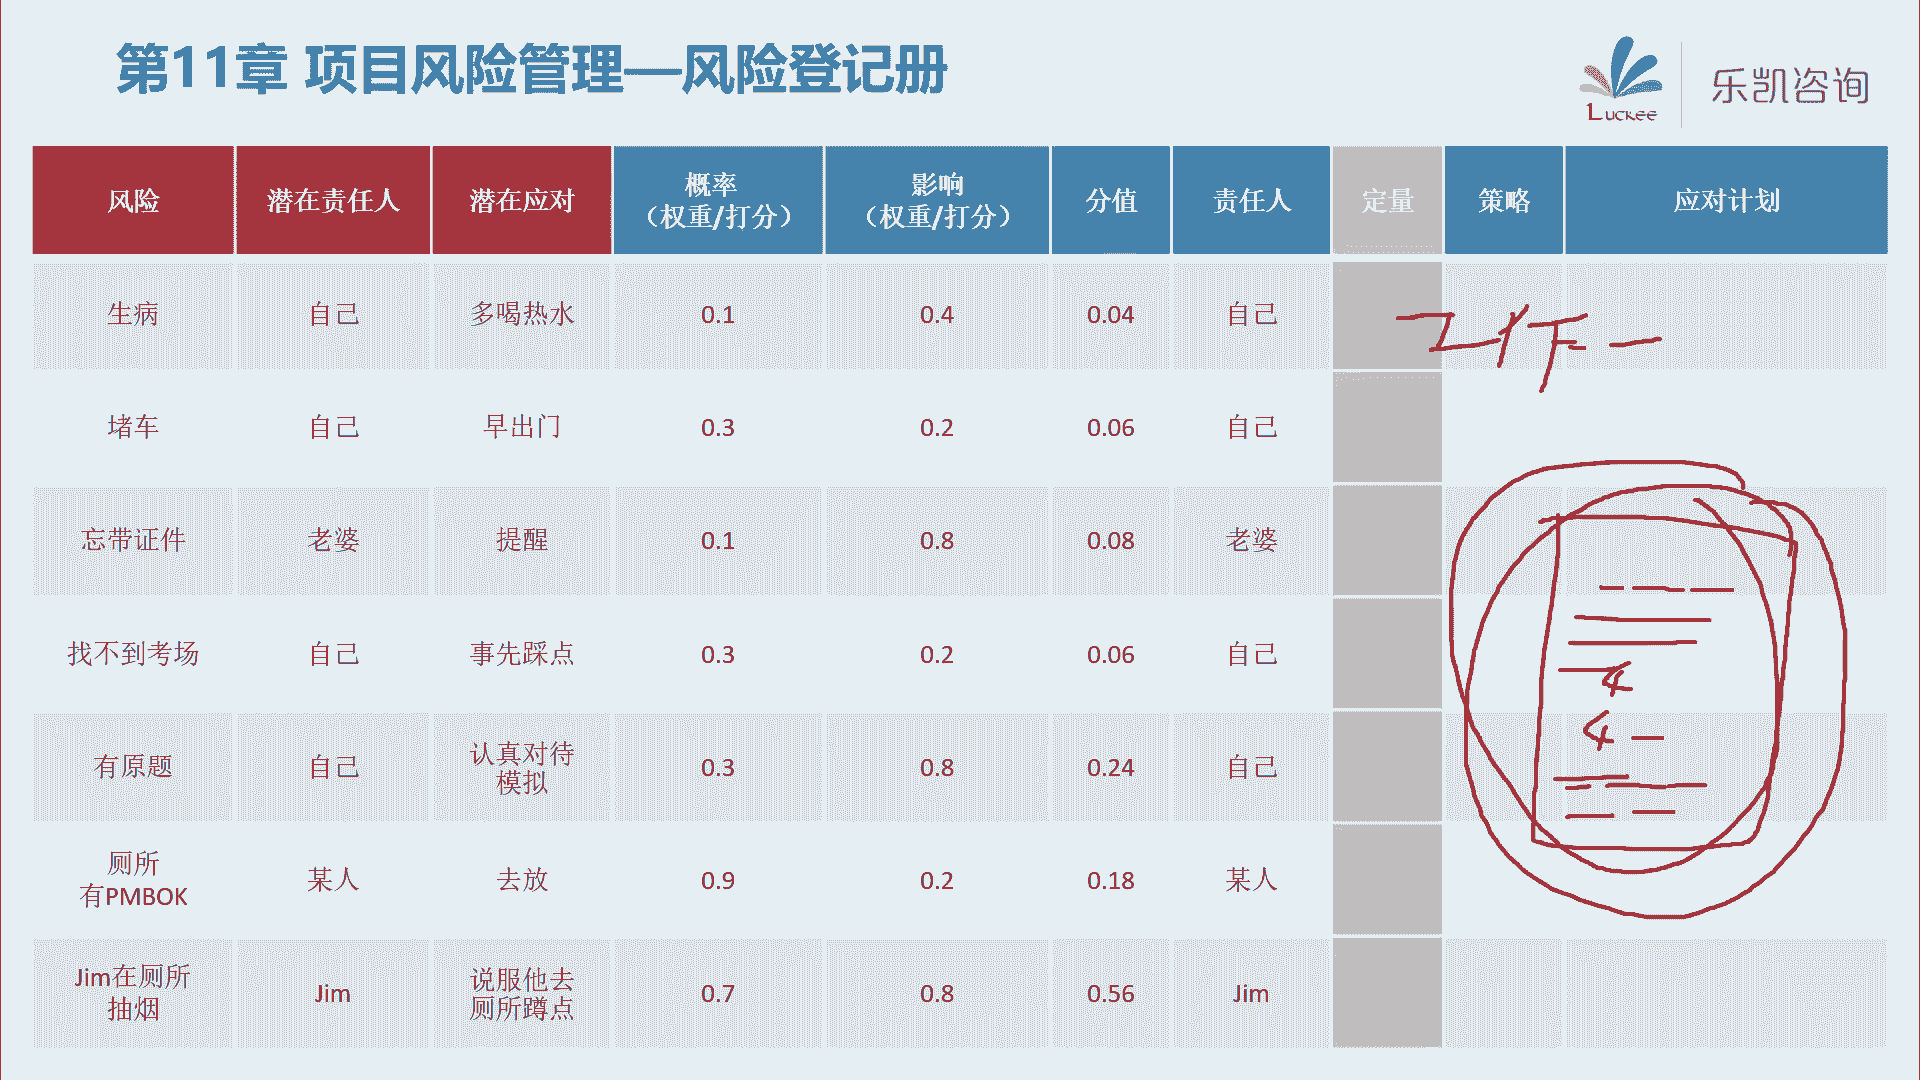 第11章 项目风险管理—风险登记册
Luckee 乐凯咨询
风险 潜在责任人 潜在应对 概率（权重/打分） 影响（权重/打分） 分值 责任人 定量 策略 应对计划
生病 自己 多喝热水 0.1 0.4 0.04 自己
堵车 自己 早出门 0.3 0.2 0.06 自己
忘带证件 老婆 提醒 0.1 0.8 0.08 老婆
找不到考场 自己 事先踩点 0.3 0.2 0.06 自己
有原题 自己 认真对待模拟 0.3 0.8 0.24 自己
厕所有PMBOK 某人 去放 0.9 0.2 0.18 某人
Jim在厕所抽烟 Jim 说服他去厕所蹲点 0.7 0.8 0.56 Jim